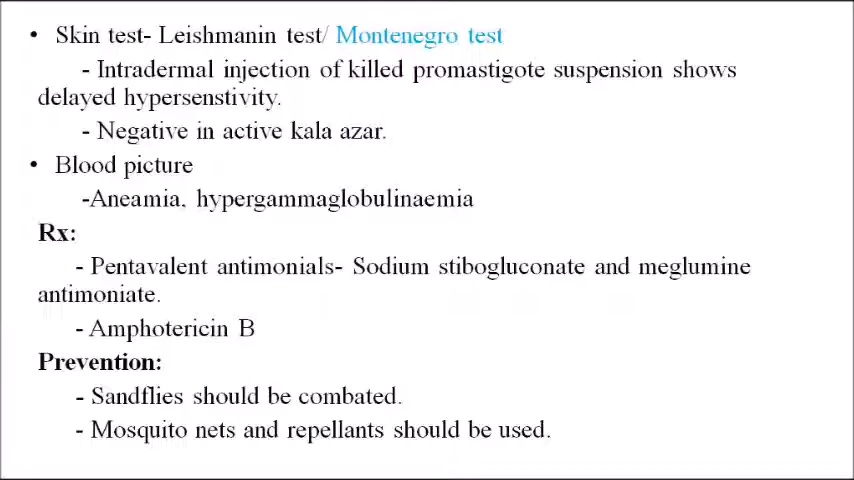 • Skin test- Leishmanin test/ Montenegro test
- Intradermal injection of killed promastigote suspension shows
delayed hypersenstivity.
- Negative in active kala azar.
• Blood picture
-Aneamia, hypergammaglobulinaemia
Rx:
- Pentavalent antimonials- Sodium stibogluconate and meglumine
antimoniate.
- Amphotericin B
Prevention:
- Sandflies should be combated.
- Mosquito nets and repellants should be used.